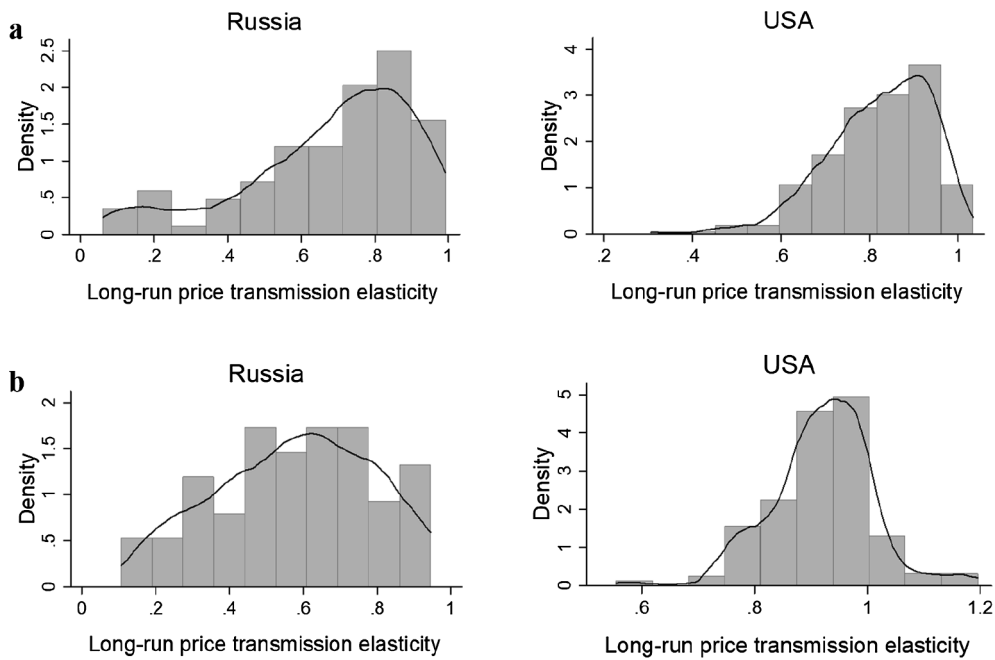 a
Russia
Density
0 .5 1 1.5 2 2.5
0 .2 .4 .6 .8 1
Long-run price transmission elasticity
USA
Density
0 1 2 3 4
.2 .4 .6 .8 1
Long-run price transmission elasticity
b
Russia
Density
0 .5 1 1.5 2
0 .2 .4 .6 .8 1
Long-run price transmission elasticity
USA
Density
0 1 2 3 4 5
.6 .8 1 1.2
Long-run price transmission elasticity